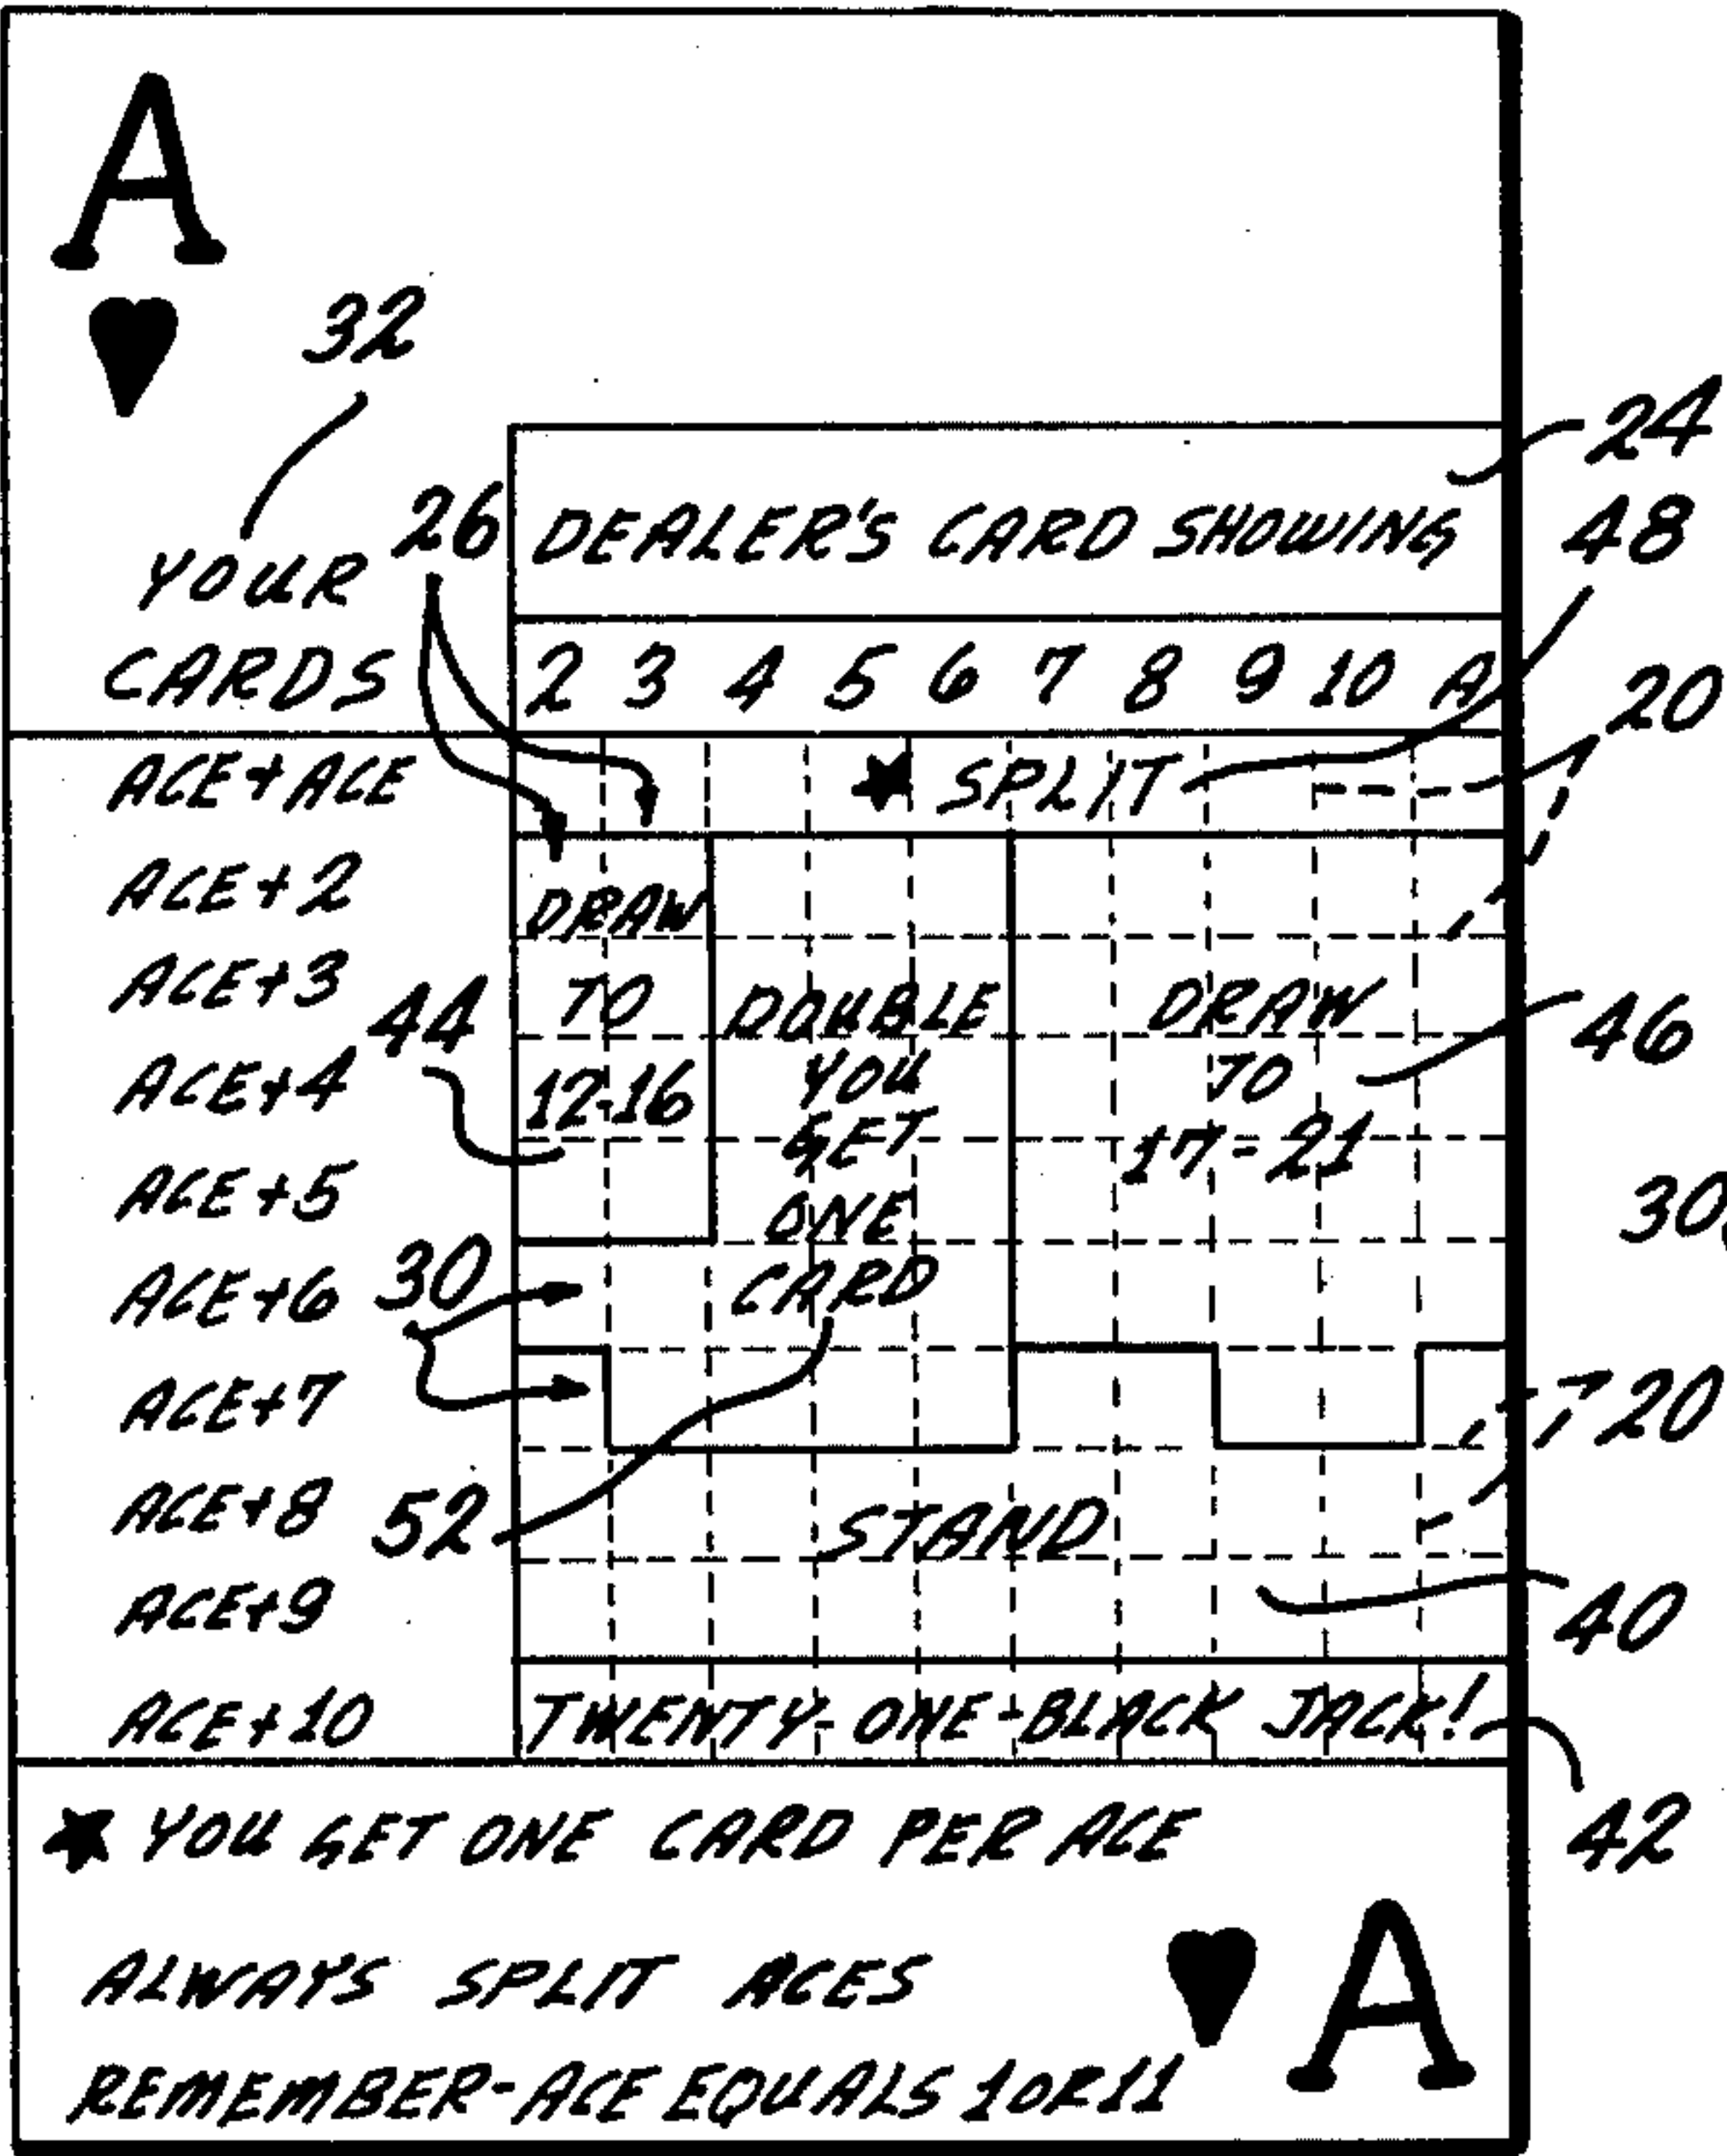 A
32
24
26 DEALER'S CARD SHOWING 48
YOUR
CARDS 2 3 4 5 6 7 8 9 10 A 20
ACE+ACE ★ SPLIT
ACE+2 DRAW
ACE+3 TO DOUBLE DRAW
44 46
ACE+4 12-16 YOU TO
GET 17=21
ACE+5 ONE 30
ACE+6 30 CARD
ACE+7 20
ACE+8 52 STAND
ACE+9 40
ACE+10 TWENTY-ONE-BLACK JACK!
★ YOU GET ONE CARD PER ACE 42
ALWAYS SPLIT ACES
A
REMEMBER-ACE EQUALS 1 OR 11